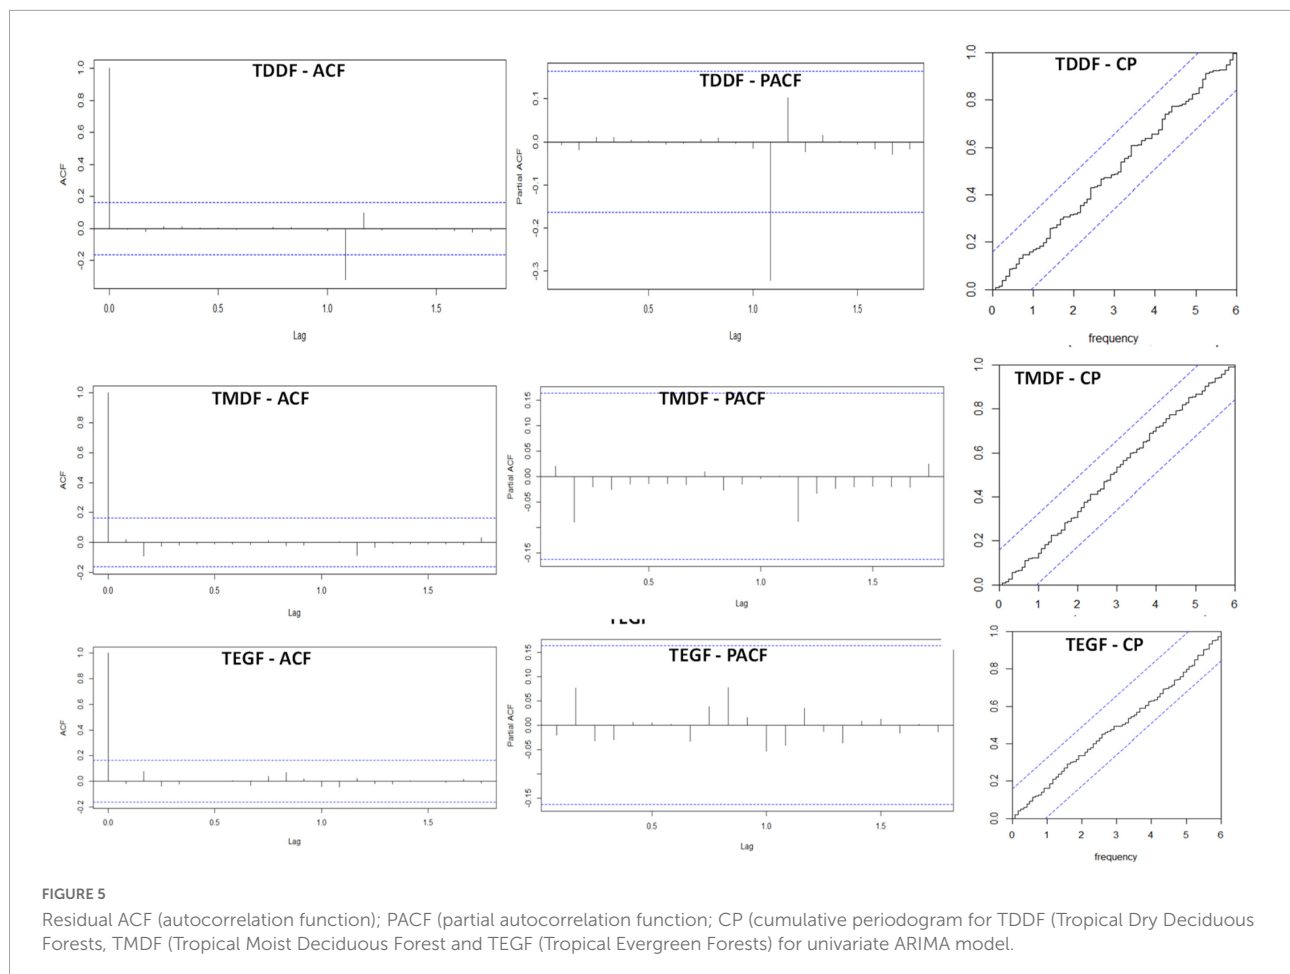 TDDF - ACF
ACF
-0.2 0.0 0.2 0.4 0.6 0.8 1.0
0.0 0.5 1.0 1.5
Lag
TDDF - PACF
Partial ACF
-0.3 -0.2 -0.1 0.0 0.1
0.5 1.0 1.5
Lag
TDDF - CP
0.0 0.2 0.4 0.6 0.8 1.0
0 1 2 3 4 5 6
frequency
TMDF - ACF
ACF
-0.2 0.0 0.2 0.4 0.6 0.8 1.0
0.0 0.5 1.0 1.5
Lag
TMDF - PACF
Partial ACF
-0.15 -0.05 0.00 0.05 0.10 0.15
0.5 1.0 1.5
Lag
TMDF - CP
0.0 0.2 0.4 0.6 0.8 1.0
0 1 2 3 4 5 6
TEGF - ACF
ACF
-0.2 0.0 0.2 0.4 0.6 0.8 1.0
0.0 0.5 1.0 1.5
Lag
TEGF
TEGF - PACF
Partial ACF
-0.15 -0.05 0.00 0.05 0.10 0.15
0.5 1.0 1.5
Lag
TEGF - CP
0.0 0.2 0.4 0.6 0.8 1.0
0 1 2 3 4 5 6
frequency
FIGURE 5
Residual ACF (autocorrelation function); PACF (partial autocorrelation function; CP (cumulative periodogram for TDDF (Tropical Dry Deciduous
Forests, TMDF (Tropical Moist Deciduous Forest and TEGF (Tropical Evergreen Forests) for univariate ARIMA model.